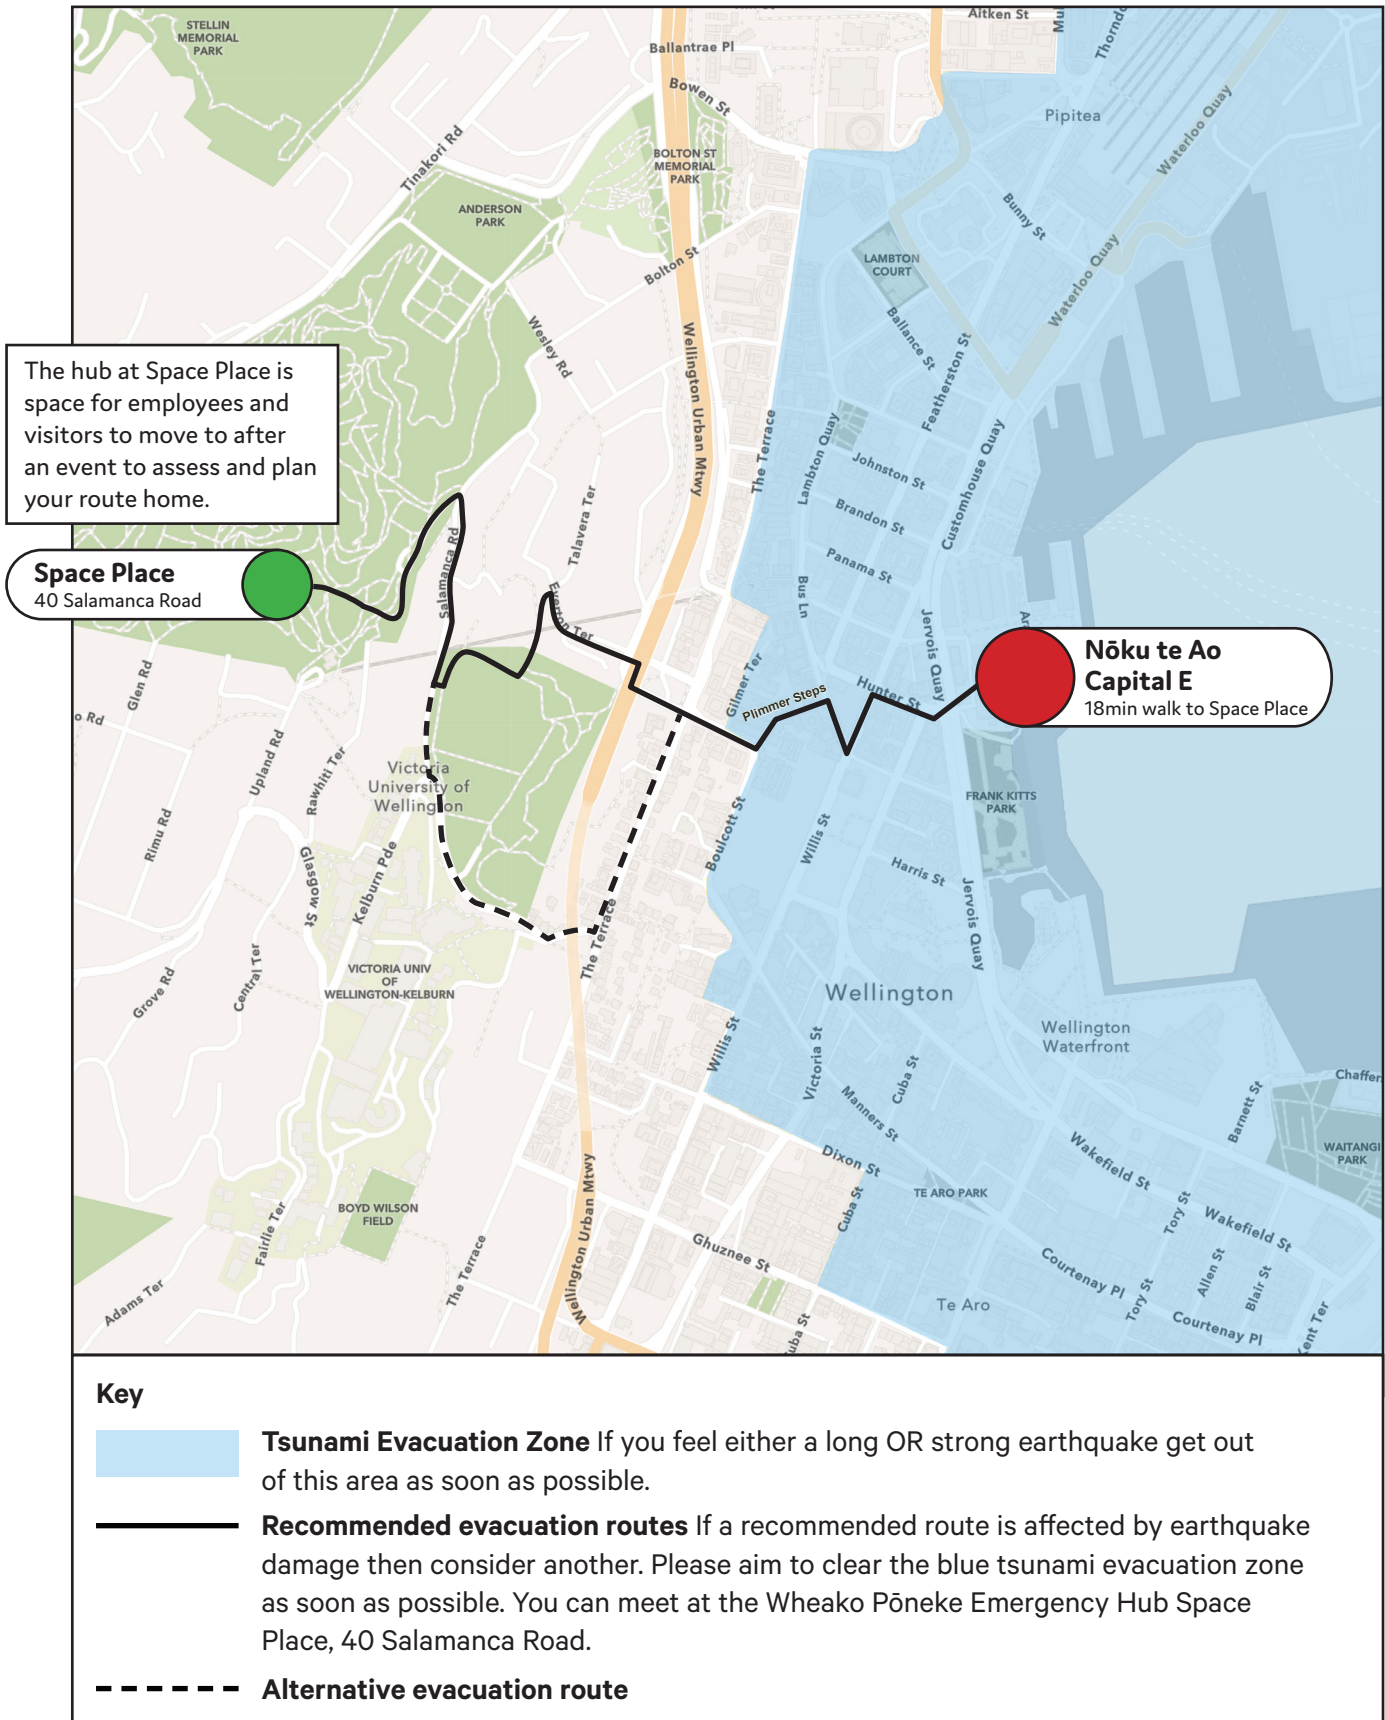 STELLIN
MEMORIAL
PARK
Ballantrae Pl
Aitken St
Thorndo
Bowen St
Pipitea
Waterloo Quay
Tinakori Rd
BOLTON ST
MEMORIAL
PARK
ANDERSON
PARK
Bunny St
Bolton St
LAMBTON
COURT
Waterloo Quay
Ballance St
Wesley Rd
Wellington Urban Mtwy
Featherston St
The hub at Space Place is
space for employees and
visitors to move to after
an event to assess and plan
your route home.
The Terrace
Lambton Quay
Johnston St
Customhouse Quay
Brandon St
Talavera Ter
Panama St
Salamanca Rd
Space Place
40 Salamanca Road
Bus Ln
Everton Ter
Jervois Quay
Nōku te Ao
Capital E
18min walk to Space Place
Glen Rd
Gilmer Ter
Plimmer Steps
Hunter St
o Rd
Upland Rd
Rawhiti Ter
Victoria
University of
Wellington
FRANK KITTS
PARK
Rimu Rd
Boulcott St
Willis St
Harris St
Glasgow St
Kelburn Pde
Jervois Quay
The Terrace
Central Ter
Grove Rd
VICTORIA UNIV
OF
WELLINGTON-KELBURN
Wellington
Wellington
Waterfront
Willis St
Victoria St
Cuba St
Chaffer
Manners St
Barnett St
Wakefield St
WAITANGI
PARK
Dixon St
TE ARO PARK
Cuba St
Tory St
Wakefield St
BOYD WILSON
FIELD
Fairlie Ter
Wellington Urban Mtwy
The Terrace
Ghuznee St
Courtenay Pl
Allen St
Blair St
Adams Ter
Te Aro
Tory St
Courtenay Pl
uba St
Kent Ter
Key
Tsunami Evacuation Zone If you feel either a long OR strong earthquake get out
of this area as soon as possible.
Recommended evacuation routes If a recommended route is affected by earthquake
damage then consider another. Please aim to clear the blue tsunami evacuation zone
as soon as possible. You can meet at the Wheako Pōneke Emergency Hub Space
Place, 40 Salamanca Road.
Alternative evacuation route